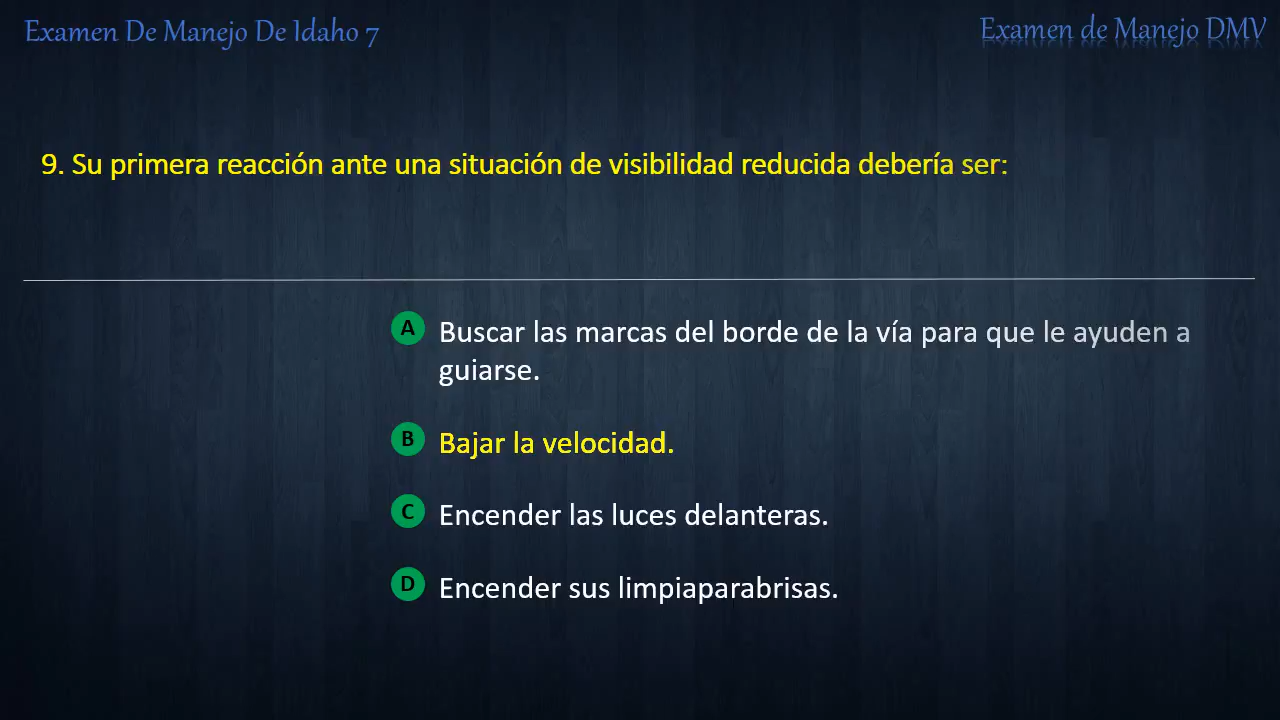 Examen De Manejo De Idaho 7
Examen de Manejo DMV
9. Su primera reacción ante una situación de visibilidad reducida debería ser:
A Buscar las marcas del borde de la vía para que le ayuden a
guiarse.
B Bajar la velocidad.
C Encender las luces delanteras.
D Encender sus limpiaparabrisas.